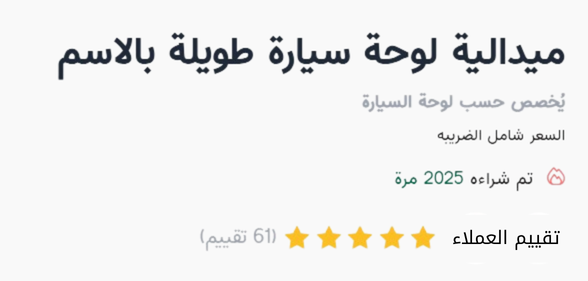 ميدالية لوحة سيارة طويلة بالاسم
يُخصص حسب لوحة السيارة
السعر شامل الضريبه
تم شراءه 2025 مرة
تقييم العملاء (61 تقييم)